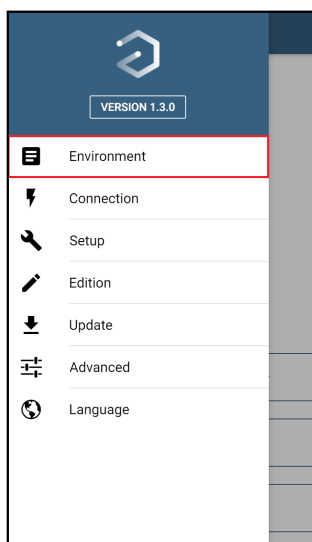 VERSION 1.3.0
Environment
Connection
Setup
Edition
Update
Advanced
Language